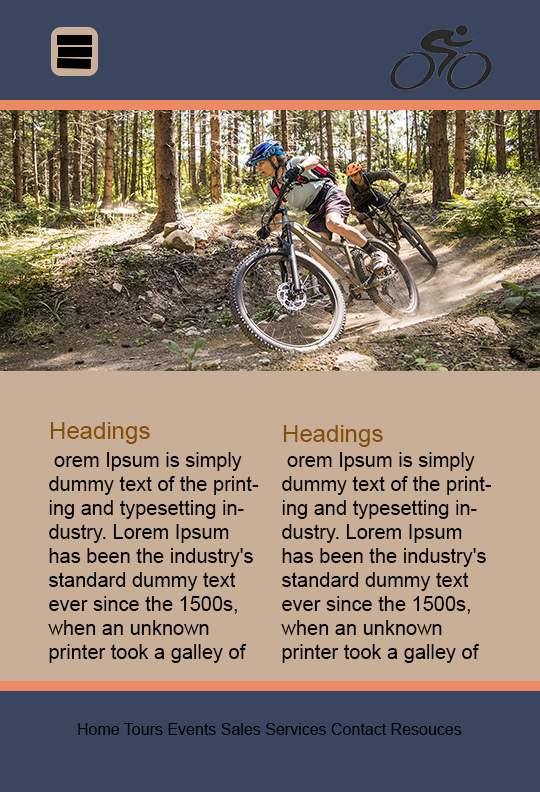 Headings
orem Ipsum is simply
dummy text of the print-
ing and typesetting in-
dustry. Lorem Ipsum
has been the industry's
standard dummy text
ever since the 1500s,
when an unknown
printer took a galley of
Headings
orem Ipsum is simply
dummy text of the print-
ing and typesetting in-
dustry. Lorem Ipsum
has been the industry's
standard dummy text
ever since the 1500s,
when an unknown
printer took a galley of
Home Tours Events Sales Services Contact Resouces